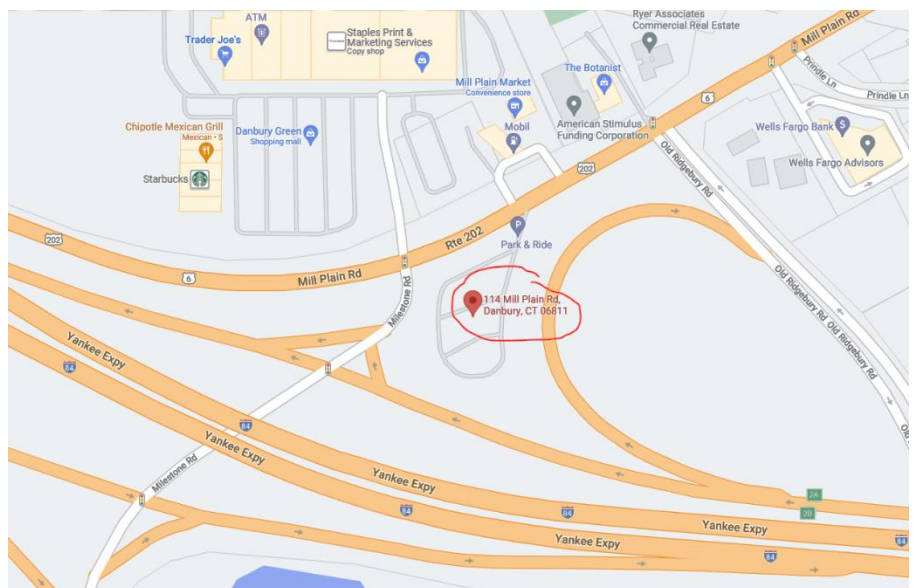 ATM
Trader Joe's
Staples Print &
Marketing Services
Copy shop
Ryer Associates
Commercial Real Estate
Mill Plain Rd
Prindle Ln
Prindle Ln
Mill Plain Market
Convenience store
The Botanist
6
Chipotle Mexican Grill
Mexican • $
Danbury Green
Shopping mall
Mobil
American Stimulus
Funding Corporation
Wells Fargo Bank
$
Wells Fargo Advisors
Starbucks
202
Old Ridgebury Rd
202
Rte 202
P
Park & Ride
6
Mill Plain Rd
Milestone Rd
114 Mill Plain Rd,
Danbury, CT 06811
Old Ridgebury Rd
Old Ridgebury Rd
Yankee Expy
84
84
Yankee Expy
84
Yankee Expy
Milestone Rd
2A
2B
84
84
Yankee Expy
Yankee Expy
84
84
Old